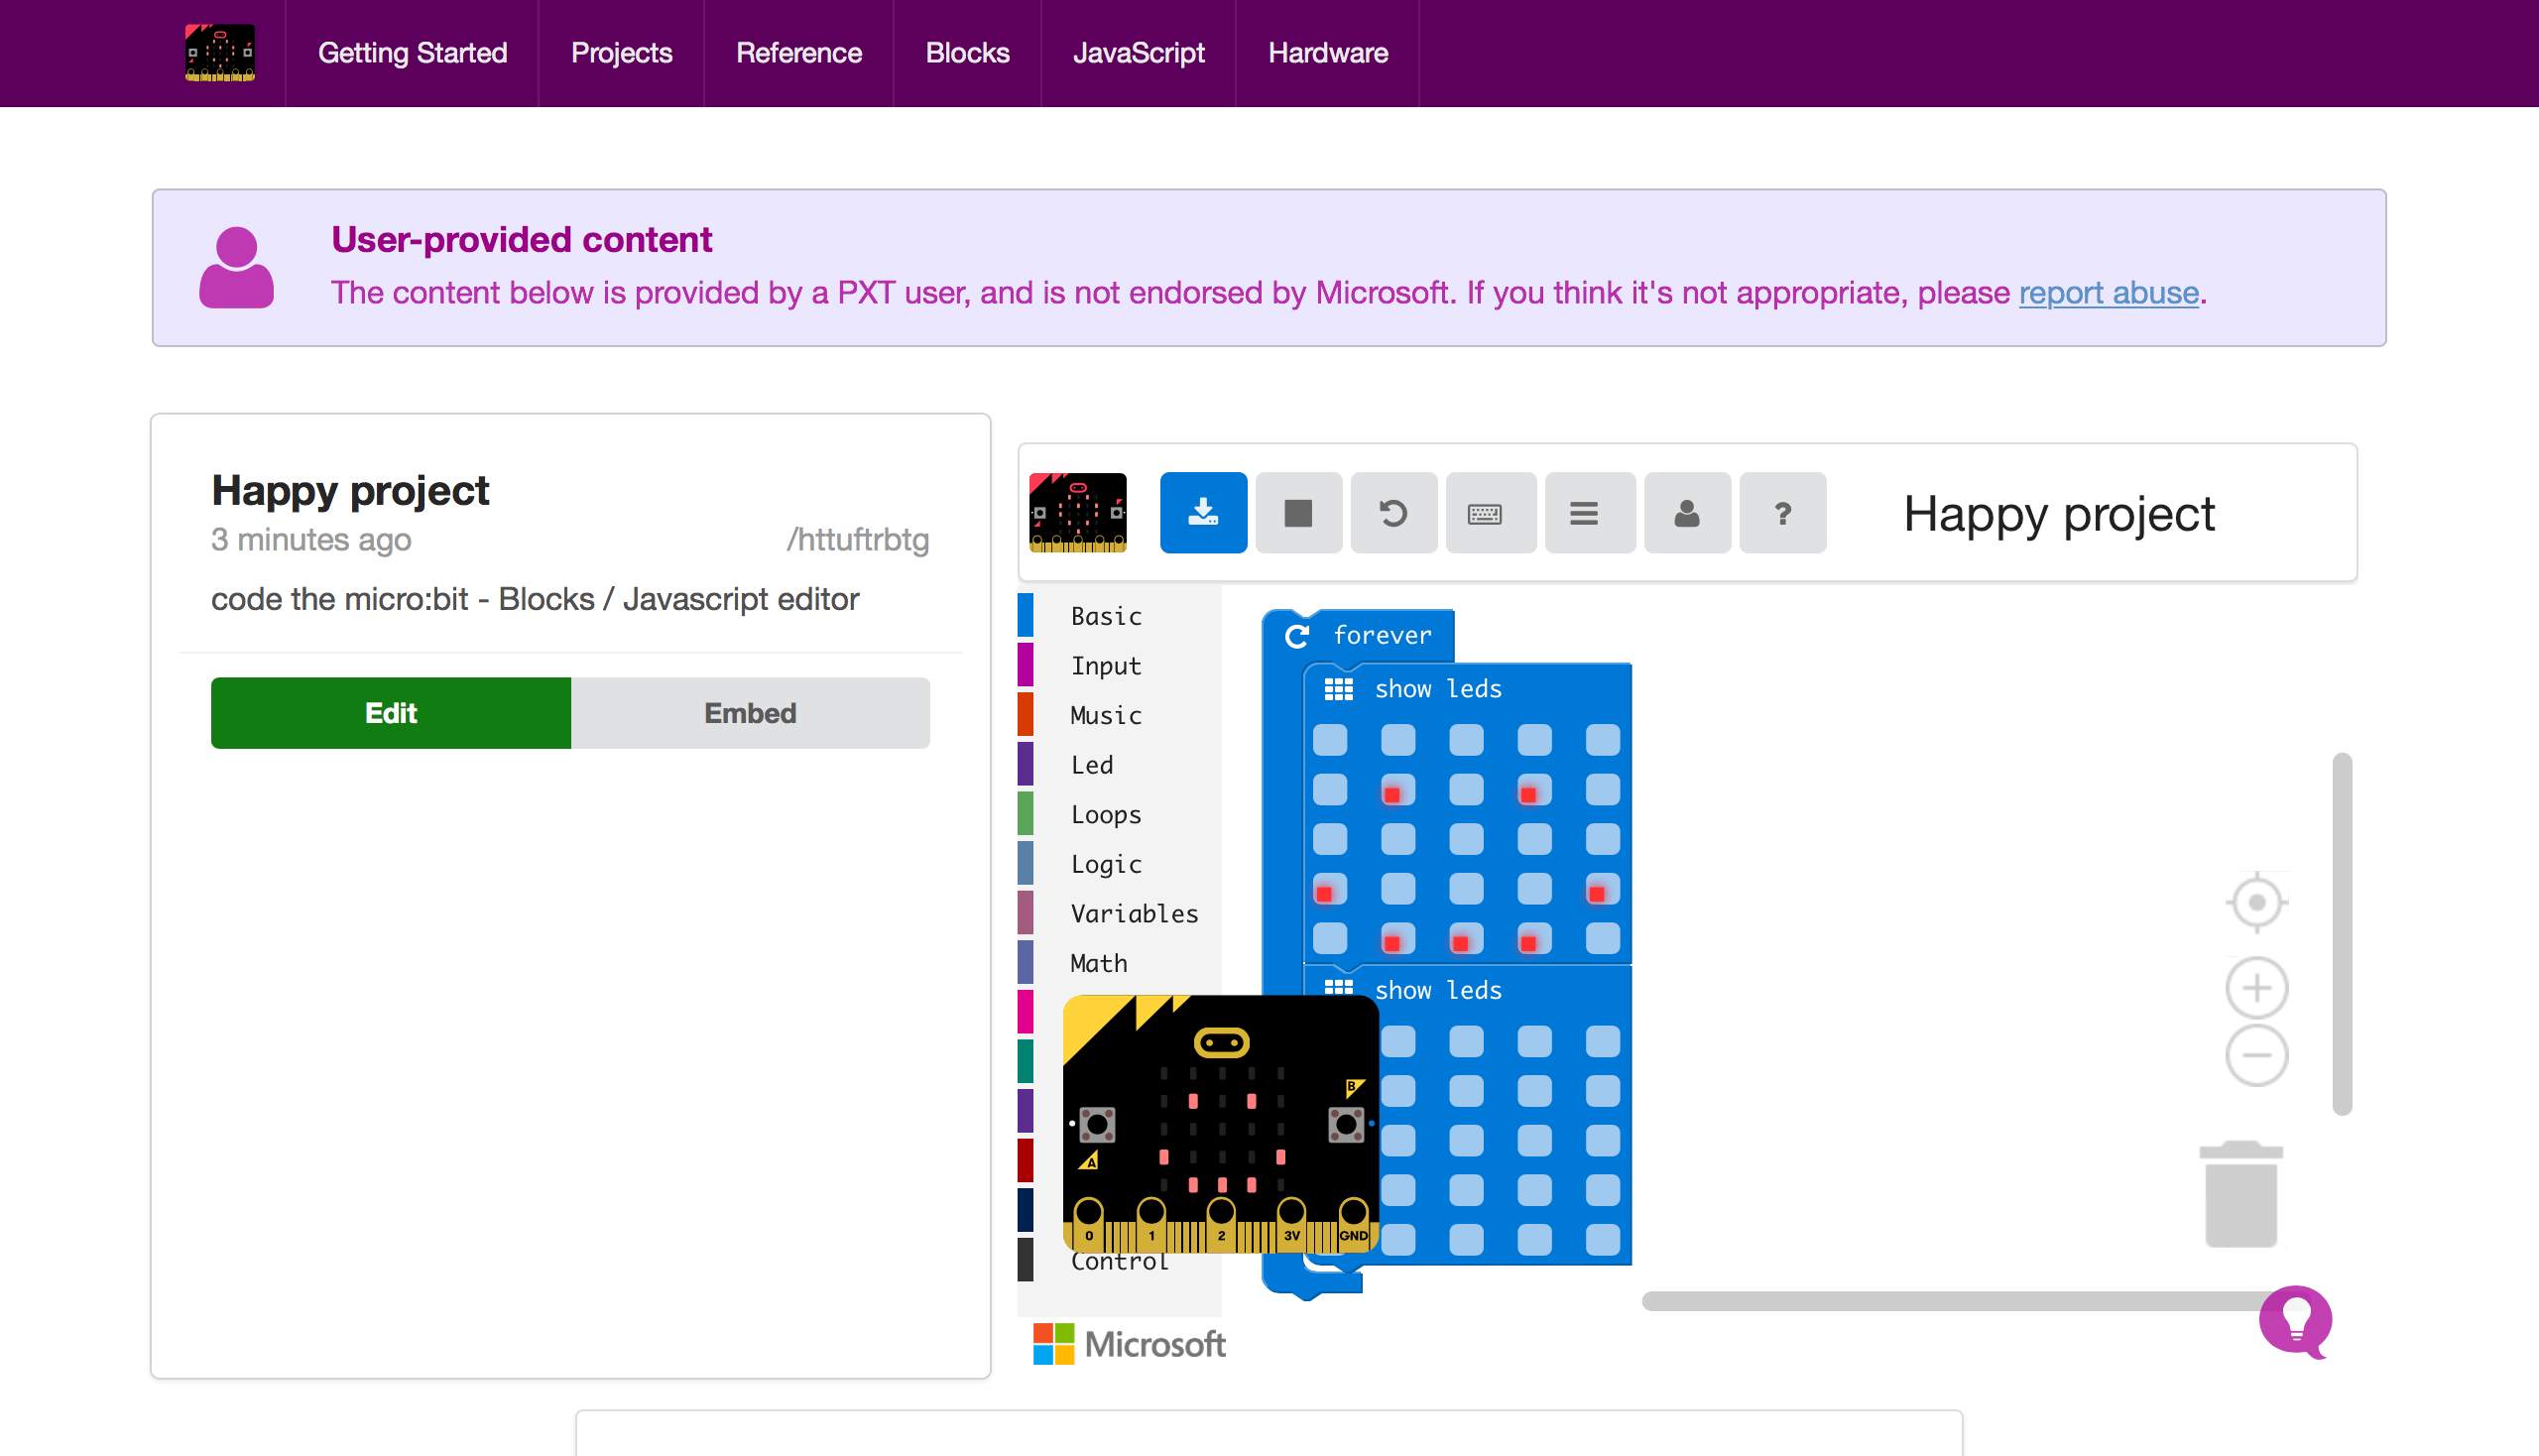 Getting Started Projects Reference Blocks JavaScript Hardware
User-provided content
The content below is provided by a PXT user, and is not endorsed by Microsoft. If you think it's not appropriate, please report abuse.
Happy project
3 minutes ago /httuftrbtg
code the micro:bit - Blocks / Javascript editor
Edit Embed
? Happy project
Basic
Input
Music
Led
Loops
Logic
Variables
Math
Control
forever
show leds
show leds
B
A
0 1 2 3V GND
Microsoft